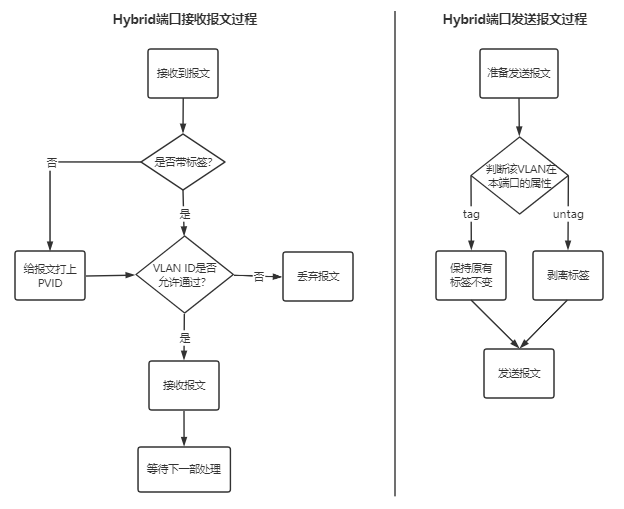 Hybrid端口接收报文过程
接收到报文
是否带标签?
否
是
给报文打上
PVID
VLAN ID是否
允许通过?
否
丢弃报文
是
接收报文
等待下一部处理
Hybrid端口发送报文过程
准备发送报文
判断该VLAN在
本端口的属性
tag
untag
保持原有
标签不变
剥离标签
发送报文